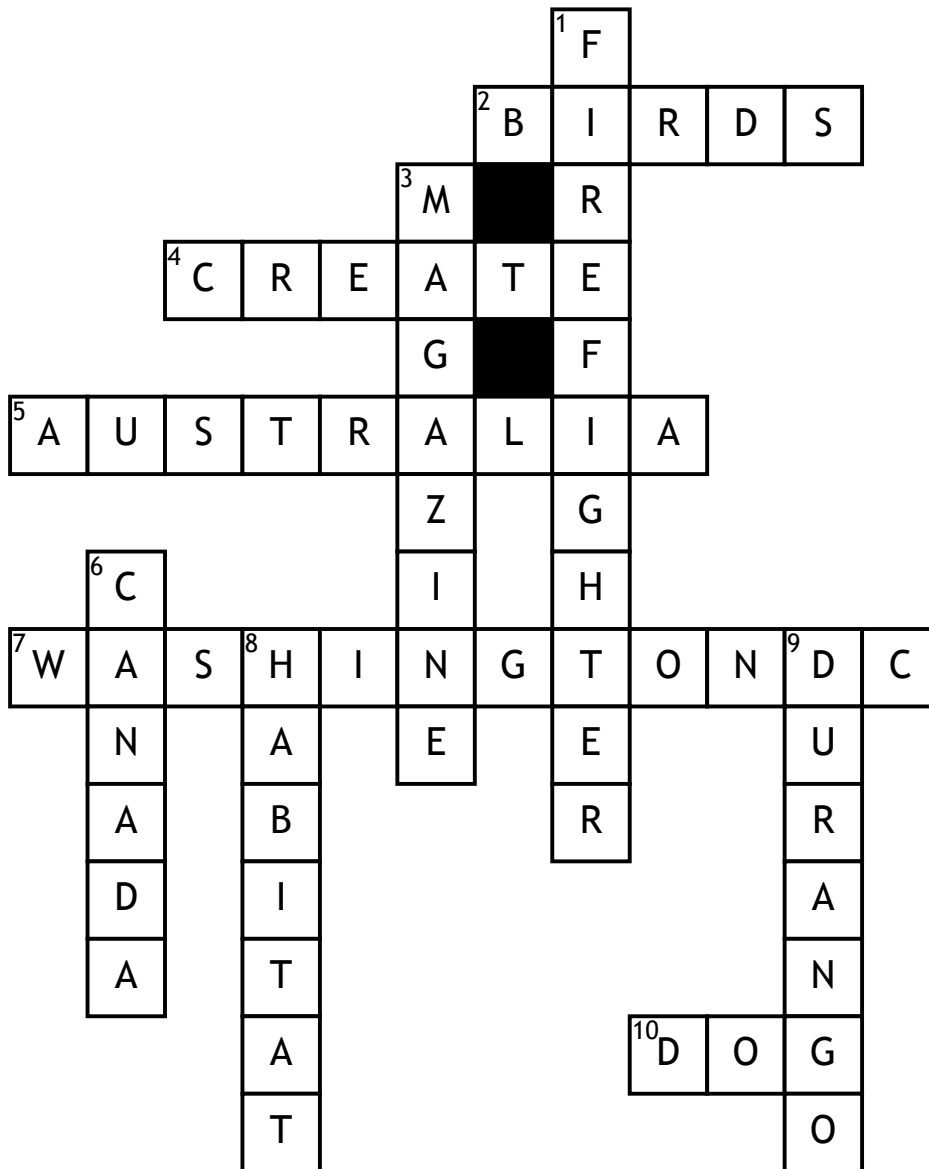 1 F
2 B I R D S
3 M R
4 C R E A T E
G F
5 A U S T R A L I A
Z G
6 C I H
7 W A S 8 H I N G T O N 9 D C
N A E E U
A B R R
D I A
A T N
A 10 D O G
T O